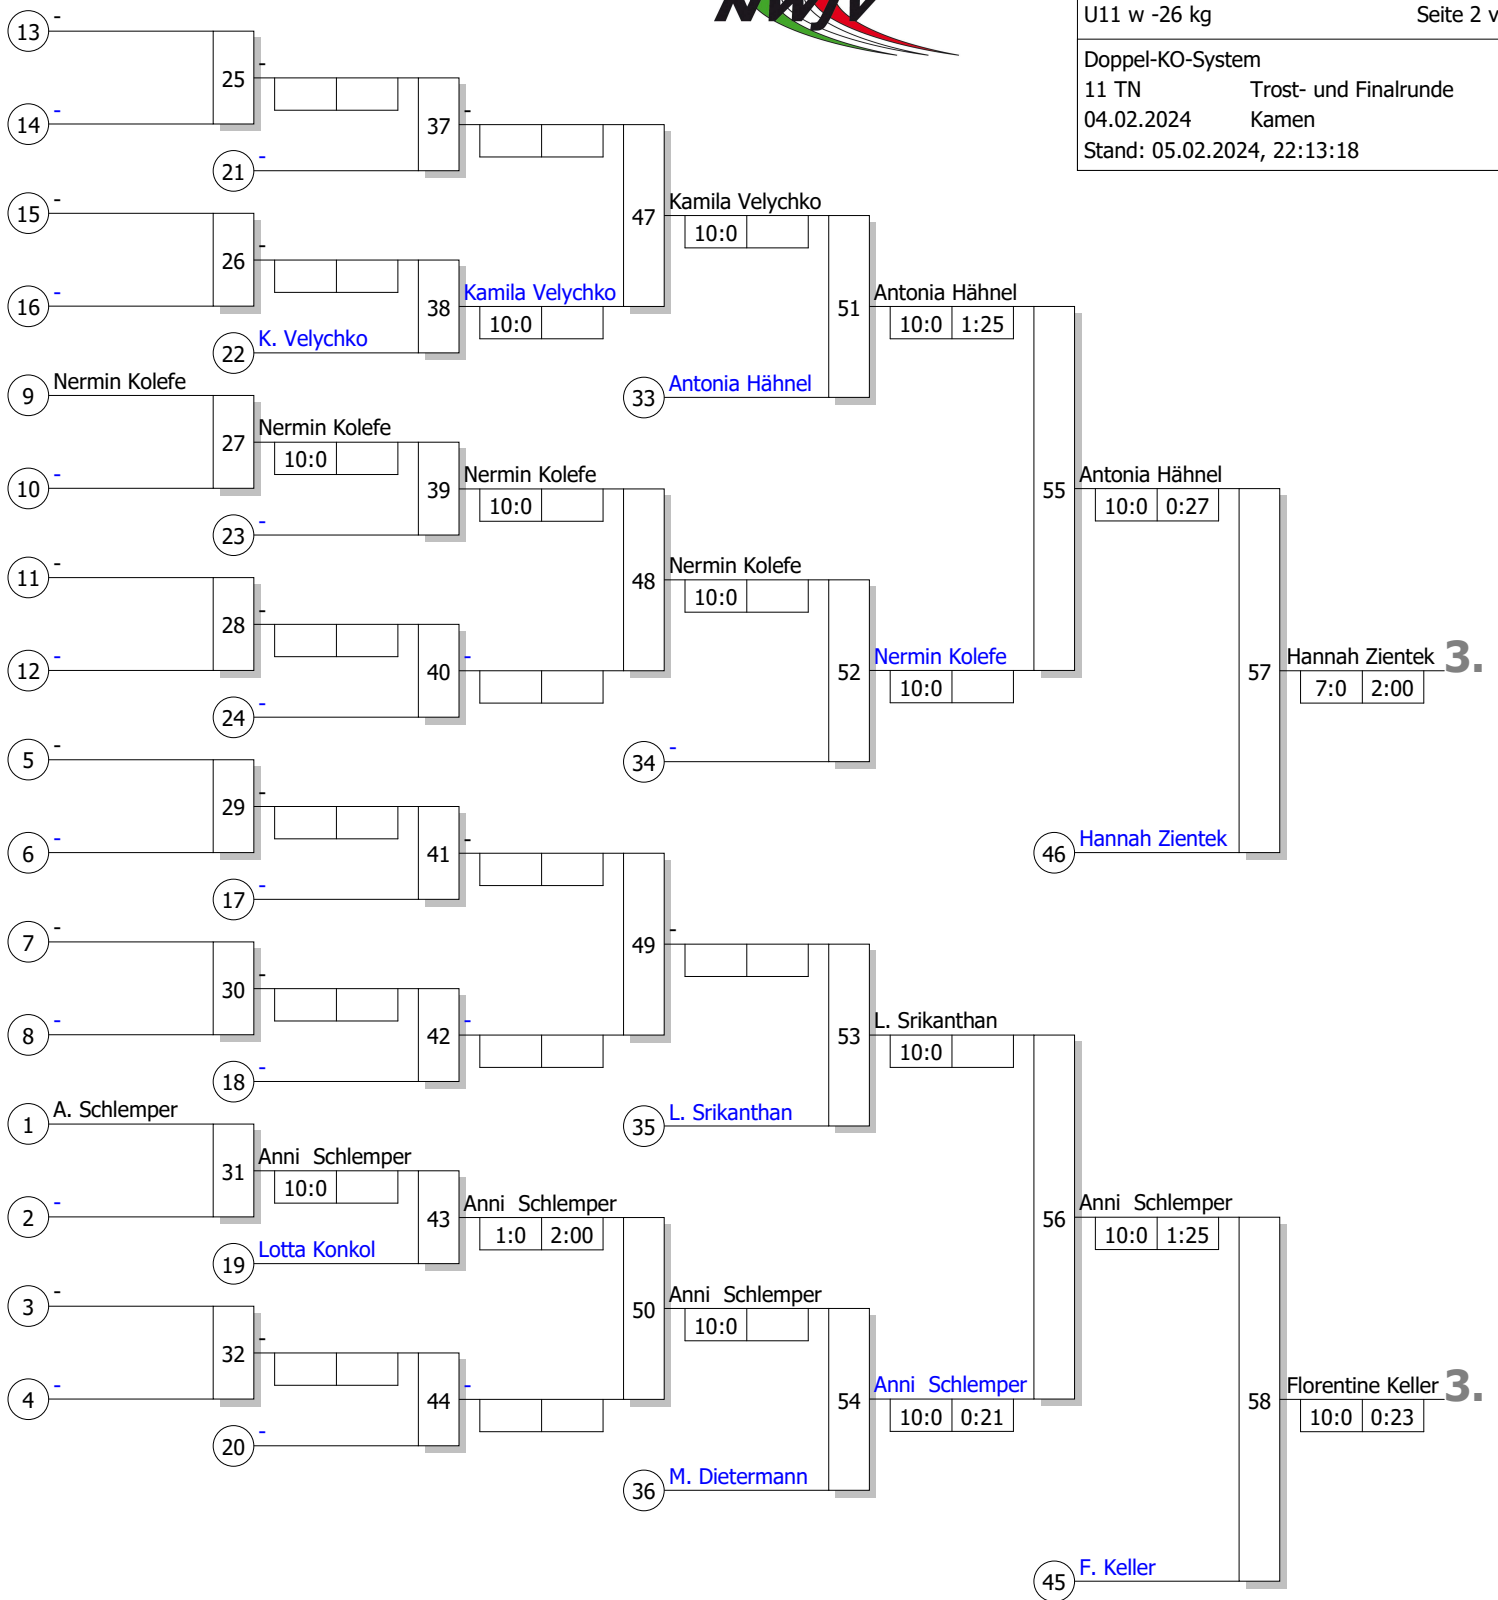 NWJV
U11 w -26 kg Seite 2 v
Doppel-KO-System
11 TN Trost- und Finalrunde
04.02.2024 Kamen
Stand: 05.02.2024, 22:13:18
13 -
25 -
14 -
37 -
21 -
15 -
47 Kamila Velychko
10:0
26 -
16 -
38 Kamila Velychko
10:0
22 K. Velychko
51 Antonia Hähnel
10:0 1:25
33 Antonia Hähnel
9 Nermin Kolefe
27 Nermin Kolefe
10:0
10 -
39 Nermin Kolefe
10:0
23 -
55 Antonia Hähnel
10:0 0:27
11 -
48 Nermin Kolefe
10:0
28 -
12 -
40 -
24 -
52 Nermin Kolefe
10:0
57 Hannah Zientek 3.
7:0 2:00
34 -
5 -
29 -
6 -
41 -
46 Hannah Zientek
17 -
7 -
49 -
30 -
8 -
42 -
18 -
53 L. Srikanthan
10:0
35 L. Srikanthan
1 A. Schlemper
31 Anni Schlemper
10:0
2 -
43 Anni Schlemper
1:0 2:00
19 Lotta Konkol
56 Anni Schlemper
10:0 1:25
3 -
50 Anni Schlemper
10:0
32 -
4 -
44 -
20 -
54 Anni Schlemper
10:0 0:21
58 Florentine Keller 3.
10:0 0:23
36 M. Dietermann
45 F. Keller